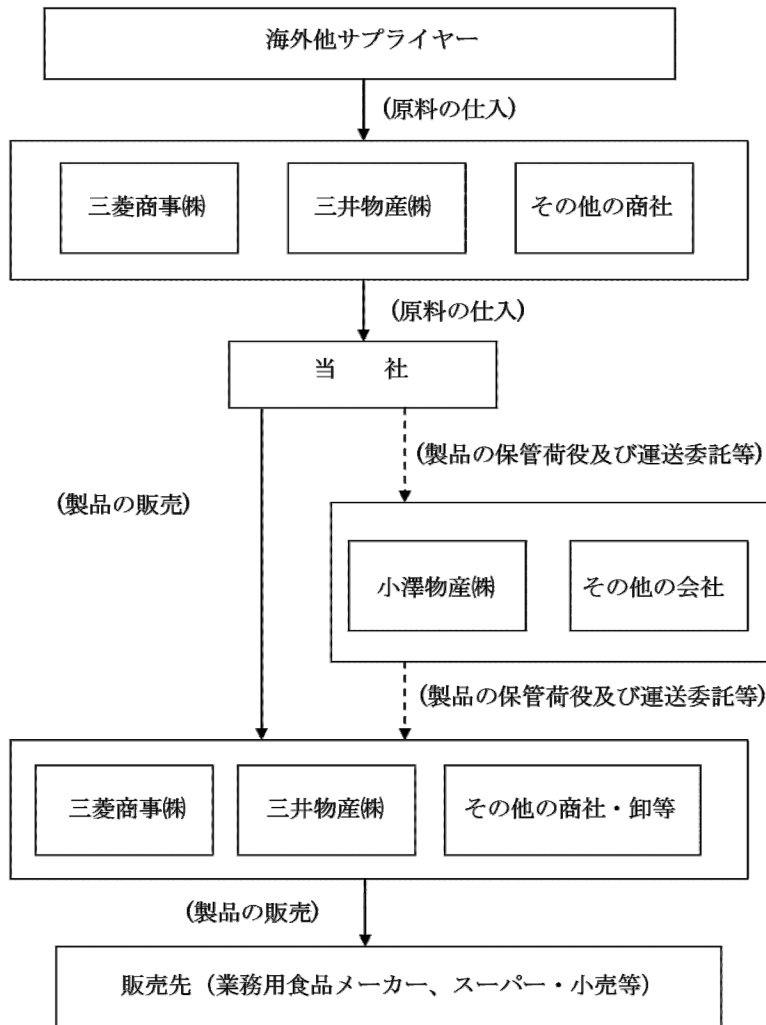 海外他サプライヤー
(原料の仕入)
三菱商事㈱
三井物産㈱
その他の商社
(原料の仕入)
当　　社
(製品の保管荷役及び運送委託等)
(製品の販売)
小澤物産㈱
その他の会社
(製品の保管荷役及び運送委託等)
三菱商事㈱
三井物産㈱
その他の商社・卸等
(製品の販売)
販売先（業務用食品メーカー、スーパー・小売等）